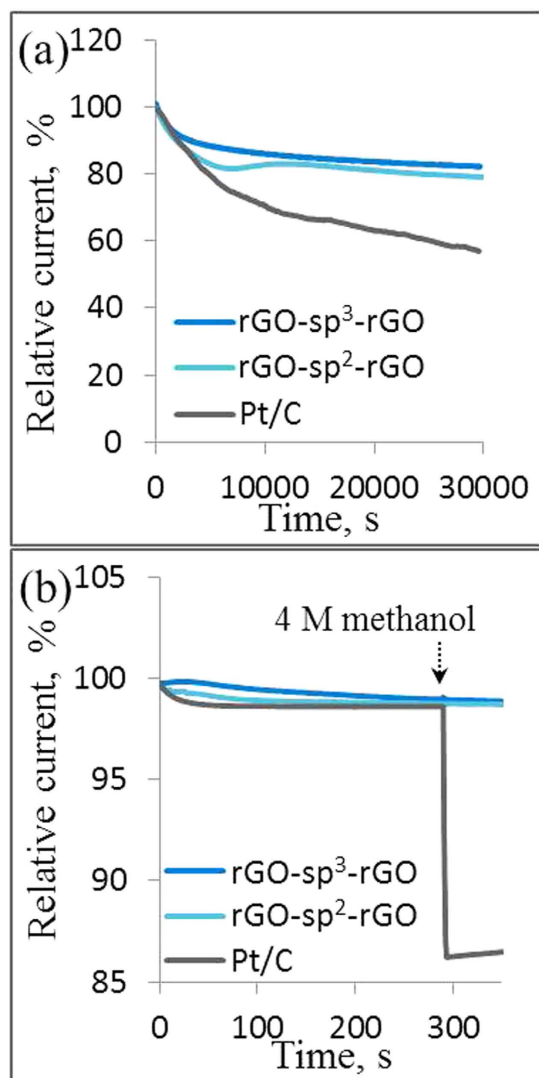 (a)
120
100
80
60
40
20
0
Relative current, %
rGO-sp³-rGO
rGO-sp²-rGO
Pt/C
0 10000 20000 30000
Time, s
(b)
105
100
95
90
85
Relative current, %
4 M methanol
rGO-sp³-rGO
rGO-sp²-rGO
Pt/C
0 100 200 300
Time, s